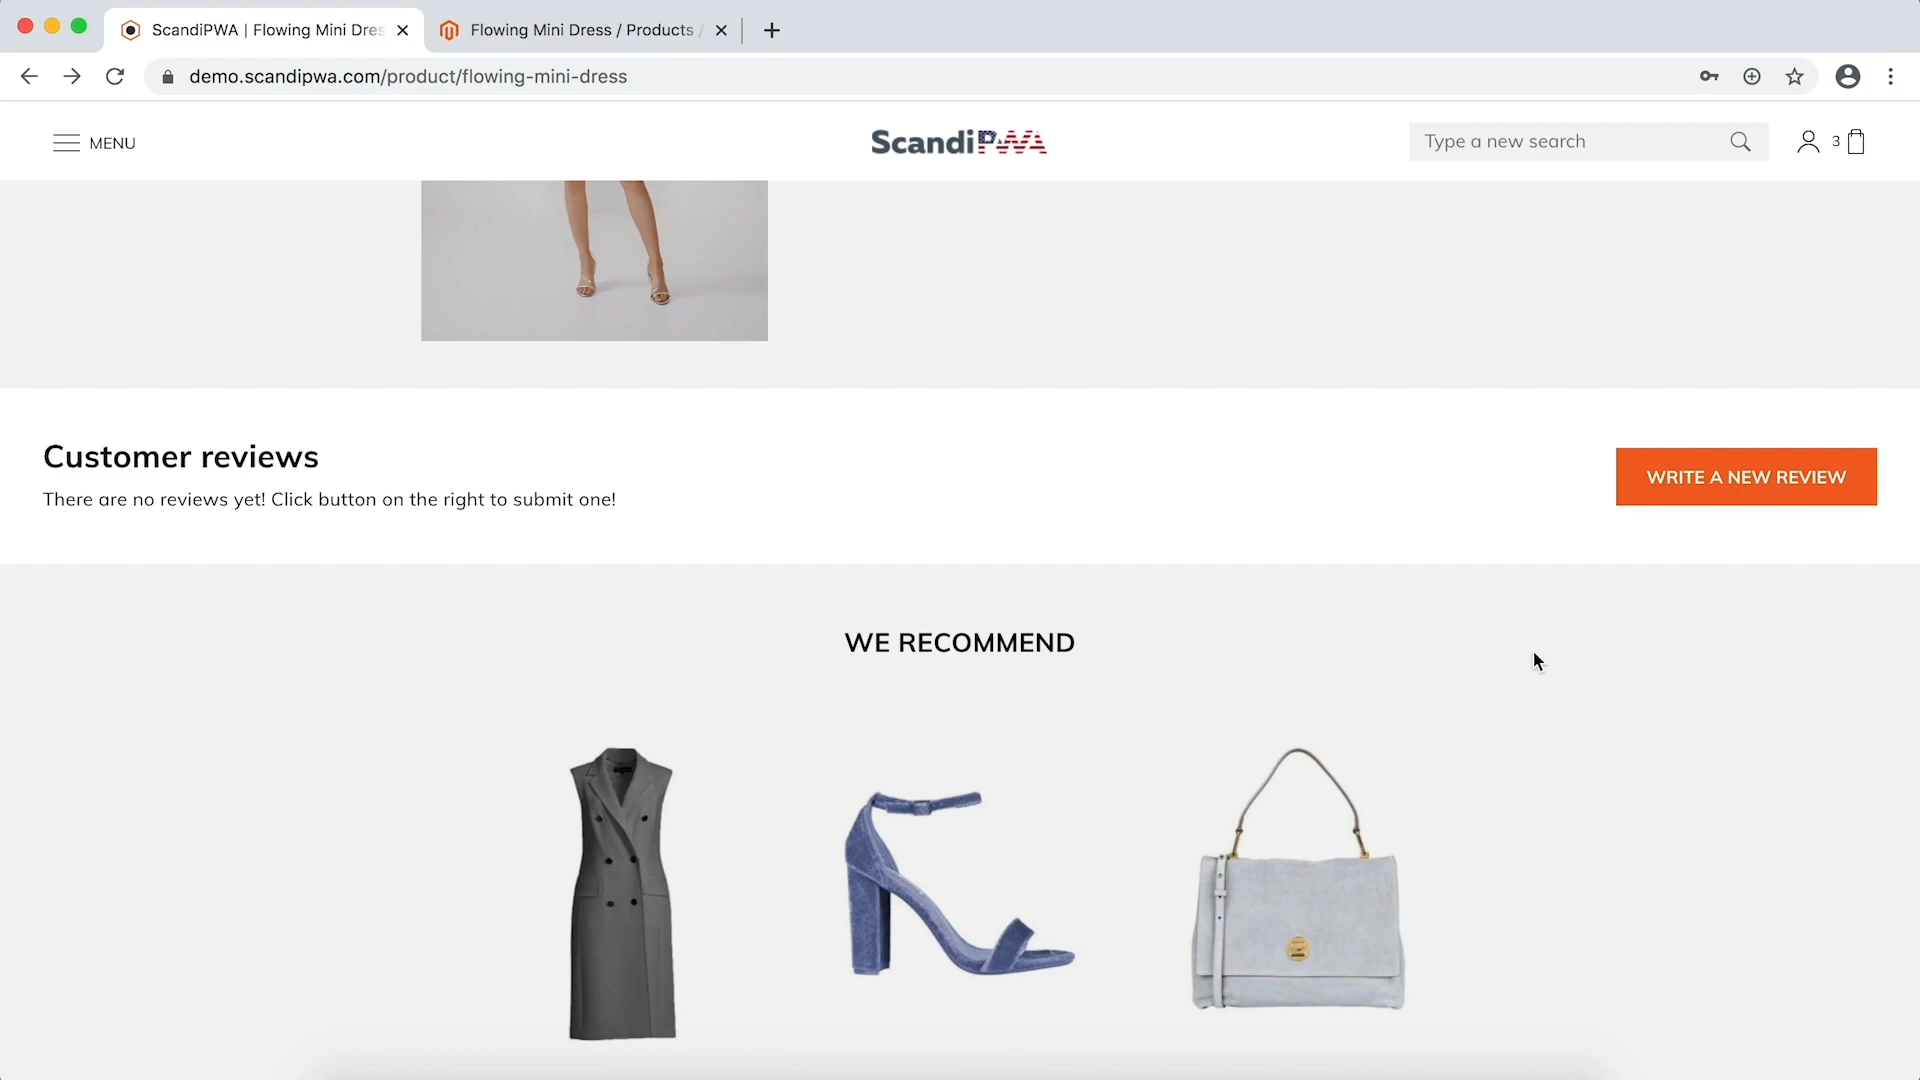 ScandiPWA | Flowing Mini Dres
Flowing Mini Dress / Products /
demo.scandipwa.com/product/flowing-mini-dress
MENU
ScandiPWA
Type a new search
3
Customer reviews
There are no reviews yet! Click button on the right to submit one!
WRITE A NEW REVIEW
WE RECOMMEND